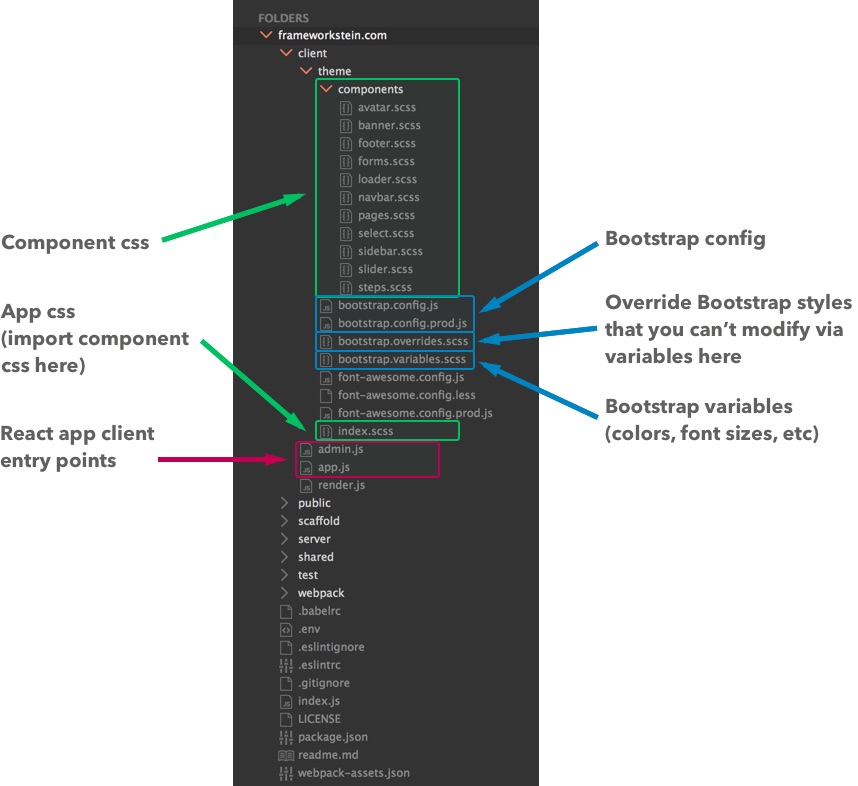 FOLDERS
frameworkstein.com
client
theme
components
avatar.scss
banner.scss
footer.scss
forms.scss
loader.scss
navbar.scss
pages.scss
select.scss
sidebar.scss
slider.scss
steps.scss
bootstrap.config.js
bootstrap.config.prod.js
bootstrap.overrides.scss
bootstrap.variables.scss
font-awesome.config.js
font-awesome.config.less
font-awesome.config.prod.js
index.scss
admin.js
app.js
render.js
public
scaffold
server
shared
test
webpack
.babelrc
.env
.eslintignore
.eslintrc
.gitignore
index.js
LICENSE
package.json
readme.md
webpack-assets.json
Component css
App css
(import component
css here)
React app client
entry points
Bootstrap config
Override Bootstrap styles
that you can’t modify via
variables here
Bootstrap variables
(colors, font sizes, etc)